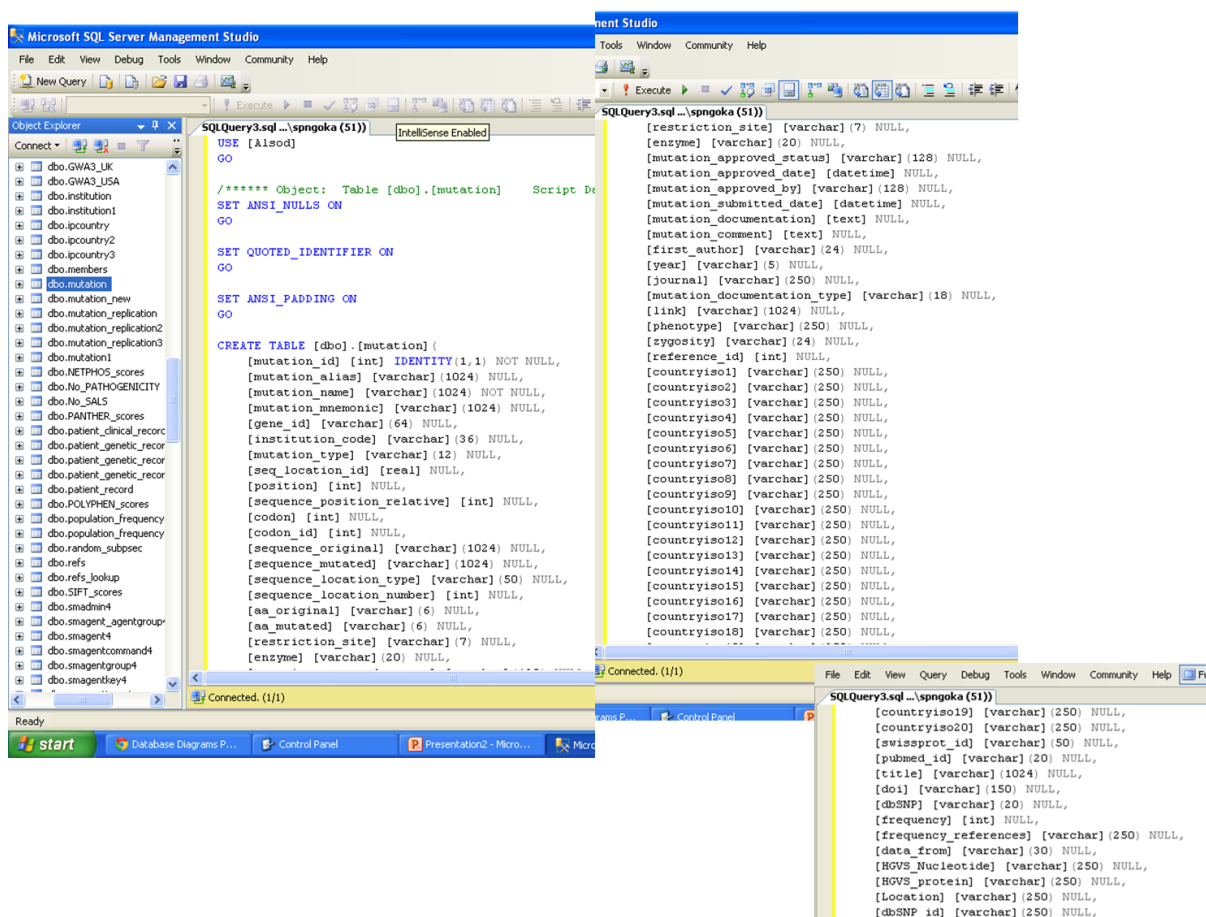 Microsoft SQL Server Management Studio
File Edit View Debug Tools Window Community Help
New Query
Execute
Object Explorer
Connect
dbo.GWA3_UK
dbo.GWA3_USA
dbo.institution
dbo.institution1
dbo.ipcountry
dbo.ipcountry2
dbo.ipcountry3
dbo.members
dbo.mutation
dbo.mutation_new
dbo.mutation_replication
dbo.mutation_replication2
dbo.mutation_replication3
dbo.mutation1
dbo.NETPHOS_scores
dbo.No_PATHOGENICITY
dbo.No_SALS
dbo.PANTHER_scores
dbo.patient_clinical_recorc
dbo.patient_genetic_recor
dbo.patient_genetic_recor
dbo.patient_genetic_recor
dbo.patient_record
dbo.POLYPHEN_scores
dbo.population_frequency
dbo.population_frequency
dbo.random_subpsec
dbo.refs
dbo.refs_lookup
dbo.SIFT_scores
dbo.smadmin4
dbo.smagent_agentgroup
dbo.smagent4
dbo.smagentcommand4
dbo.smagentgroup4
dbo.smagentkey4
SQLQuery3.sql ...\spngoka (51))
IntelliSense Enabled
USE [Alsod]
GO
/****** Object: Table [dbo].[mutation] Script Da
SET ANSI_NULLS ON
GO
SET QUOTED_IDENTIFIER ON
GO
SET ANSI_PADDING ON
GO
CREATE TABLE [dbo].[mutation](
[mutation_id] [int] IDENTITY(1,1) NOT NULL,
[mutation_alias] [varchar](1024) NULL,
[mutation_name] [varchar](1024) NOT NULL,
[mutation_mnemonic] [varchar](1024) NULL,
[gene_id] [varchar](64) NULL,
[institution_code] [varchar](36) NULL,
[mutation_type] [varchar](12) NULL,
[seq_location_id] [real] NULL,
[position] [int] NULL,
[sequence_position_relative] [int] NULL,
[codon] [int] NULL,
[codon_id] [int] NULL,
[sequence_original] [varchar](1024) NULL,
[sequence_mutated] [varchar](1024) NULL,
[sequence_location_type] [varchar](50) NULL,
[sequence_location_number] [int] NULL,
[aa_original] [varchar](6) NULL,
[aa_mutated] [varchar](6) NULL,
[restriction_site] [varchar](7) NULL,
[enzyme] [varchar](20) NULL,
Connected. (1/1)
Ready
start
Database Diagrams P...
Control Panel
Presentation2 - Micro...
Micro
ment Studio
Tools Window Community Help
Execute
SQLQuery3.sql ...\spngoka (51))
[restriction_site] [varchar](7) NULL,
[enzyme] [varchar](20) NULL,
[mutation_approved_status] [varchar](128) NULL,
[mutation_approved_date] [datetime] NULL,
[mutation_approved_by] [varchar](128) NULL,
[mutation_submitted_date] [datetime] NULL,
[mutation_documentation] [text] NULL,
[mutation_comment] [text] NULL,
[first_author] [varchar](24) NULL,
[year] [varchar](5) NULL,
[journal] [varchar](250) NULL,
[mutation_documentation_type] [varchar](18) NULL,
[link] [varchar](1024) NULL,
[phenotype] [varchar](250) NULL,
[zygosity] [varchar](24) NULL,
[reference_id] [int] NULL,
[countryiso1] [varchar](250) NULL,
[countryiso2] [varchar](250) NULL,
[countryiso3] [varchar](250) NULL,
[countryiso4] [varchar](250) NULL,
[countryiso5] [varchar](250) NULL,
[countryiso6] [varchar](250) NULL,
[countryiso7] [varchar](250) NULL,
[countryiso8] [varchar](250) NULL,
[countryiso9] [varchar](250) NULL,
[countryiso10] [varchar](250) NULL,
[countryiso11] [varchar](250) NULL,
[countryiso12] [varchar](250) NULL,
[countryiso13] [varchar](250) NULL,
[countryiso14] [varchar](250) NULL,
[countryiso15] [varchar](250) NULL,
[countryiso16] [varchar](250) NULL,
[countryiso17] [varchar](250) NULL,
[countryiso18] [varchar](250) NULL,
Connected. (1/1)
rams P...
Control Panel
File Edit View Query Debug Tools Window Community Help Fu
SQLQuery3.sql ...\spngoka (51))
[countryiso19] [varchar](250) NULL,
[countryiso20] [varchar](250) NULL,
[swissprot_id] [varchar](50) NULL,
[pubmed_id] [varchar](20) NULL,
[title] [varchar](1024) NULL,
[doi] [varchar](150) NULL,
[dbSNP] [varchar](20) NULL,
[frequency] [int] NULL,
[frequency_references] [varchar](250) NULL,
[data_from] [varchar](30) NULL,
[HGVS_Nucleotide] [varchar](250) NULL,
[HGVS_protein] [varchar](250) NULL,
[Location] [varchar](250) NULL,
[dbSNP_id] [varchar](250) NULL,